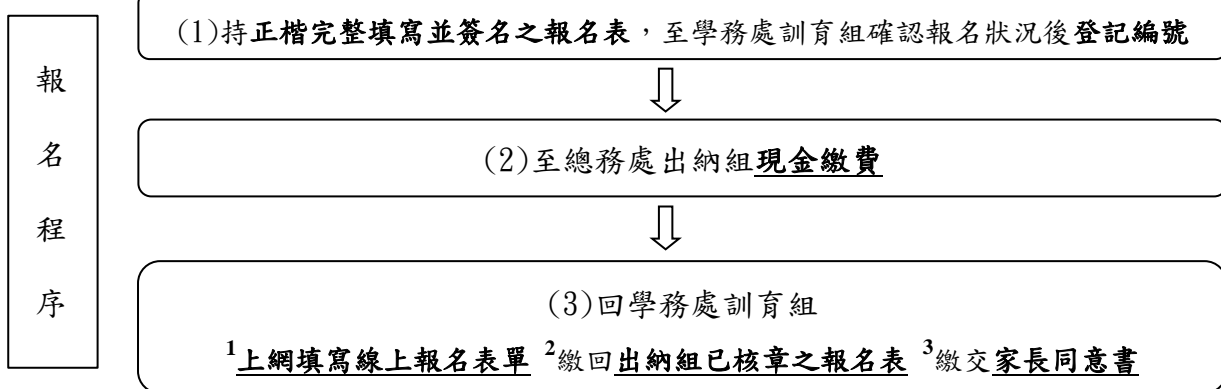 報名程序
(1)持正楷完整填寫並簽名之報名表，至學務處訓育組確認報名狀況後登記編號
(2)至總務處出納組現金繳費
(3)回學務處訓育組
1上網填寫線上報名表單 2繳回出納組已核章之報名表 3繳交家長同意書